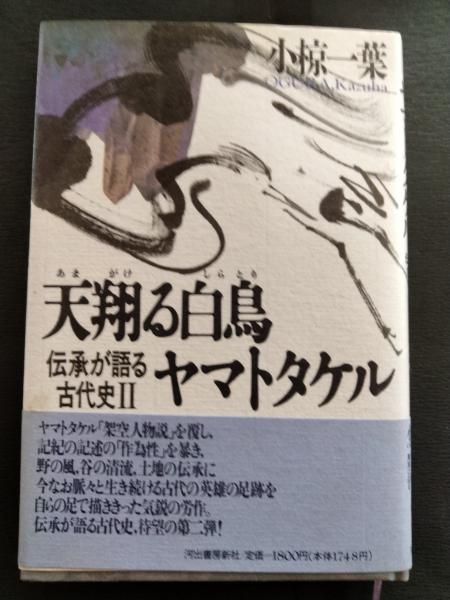 小椋一葉
OGURA Kazuha
あま がけ しらとり
天翔る白鳥
伝承が語る
古代史II
ヤマトタケル
ヤマトタケル「架空人物説」を覆し、
記紀の記述の「作為性」を暴き、
野の風、谷の清流、土地の伝承に
今なお脈々と生き続ける古代の英雄の足跡を
自らの足で描ききった気鋭の労作。
伝承が語る古代史、待望の第二弾!
河出書房新社 定価-1800円(本体1748円)